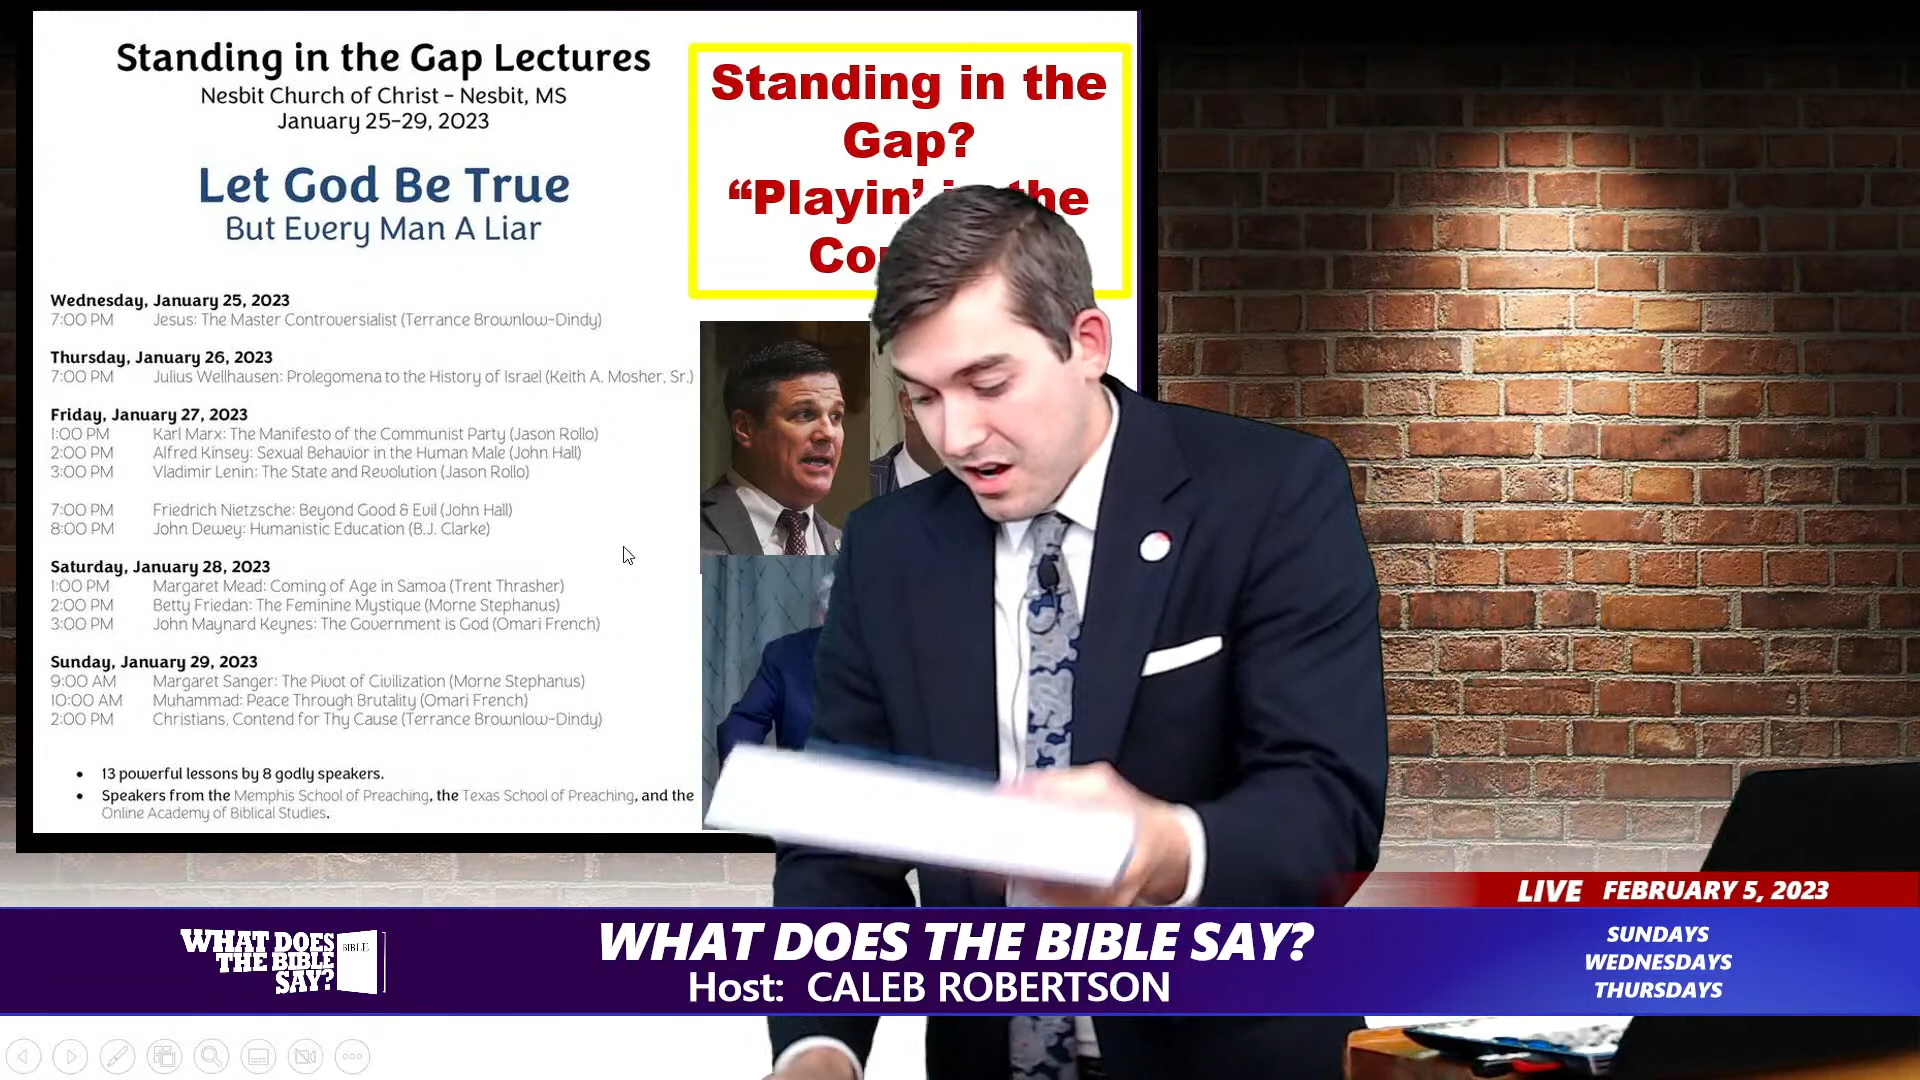 Standing in the Gap Lectures
Nesbit Church of Christ - Nesbit, MS
January 25-29, 2023
Let God Be True
But Every Man A Liar
Wednesday, January 25, 2023
7:00 PM Jesus: The Master Controversialist (Terrance Brownlow-Dindy)
Thursday, January 26, 2023
7:00 PM Julius Wellhausen: Prolegomena to the History of Israel (Keith A. Mosher, Sr.)
Friday, January 27, 2023
1:00 PM Karl Marx: The Manifesto of the Communist Party (Jason Rollo)
2:00 PM Alfred Kinsey: Sexual Behavior in the Human Male (John Hall)
3:00 PM Vladimir Lenin: The State and Revolution (Jason Rollo)
7:00 PM Friedrich Nietzsche: Beyond Good & Evil (John Hall)
8:00 PM John Dewey: Humanistic Education (B.J. Clarke)
Saturday, January 28, 2023
1:00 PM Margaret Mead: Coming of Age in Samoa (Trent Thrasher)
2:00 PM Betty Friedan: The Feminine Mystique (Morne Stephanus)
3:00 PM John Maynard Keynes: The Government is God (Omari French)
Sunday, January 29, 2023
9:00 AM Margaret Sanger: The Pivot of Civilization (Morne Stephanus)
10:00 AM Muhammad: Peace Through Brutality (Omari French)
2:00 PM Christians, Contend for Thy Cause (Terrance Brownlow-Dindy)
• 13 powerful lessons by 8 godly speakers.
• Speakers from the Memphis School of Preaching, the Texas School of Preaching, and the
Online Academy of Biblical Studies.
Standing in the
Gap?
“Playin’ the
LIVE FEBRUARY 5, 2023
WHAT DOES
THE BIBLE
SAY?
BIBLE
WHAT DOES THE BIBLE SAY?
Host: CALEB ROBERTSON
SUNDAYS
WEDNESDAYS
THURSDAYS